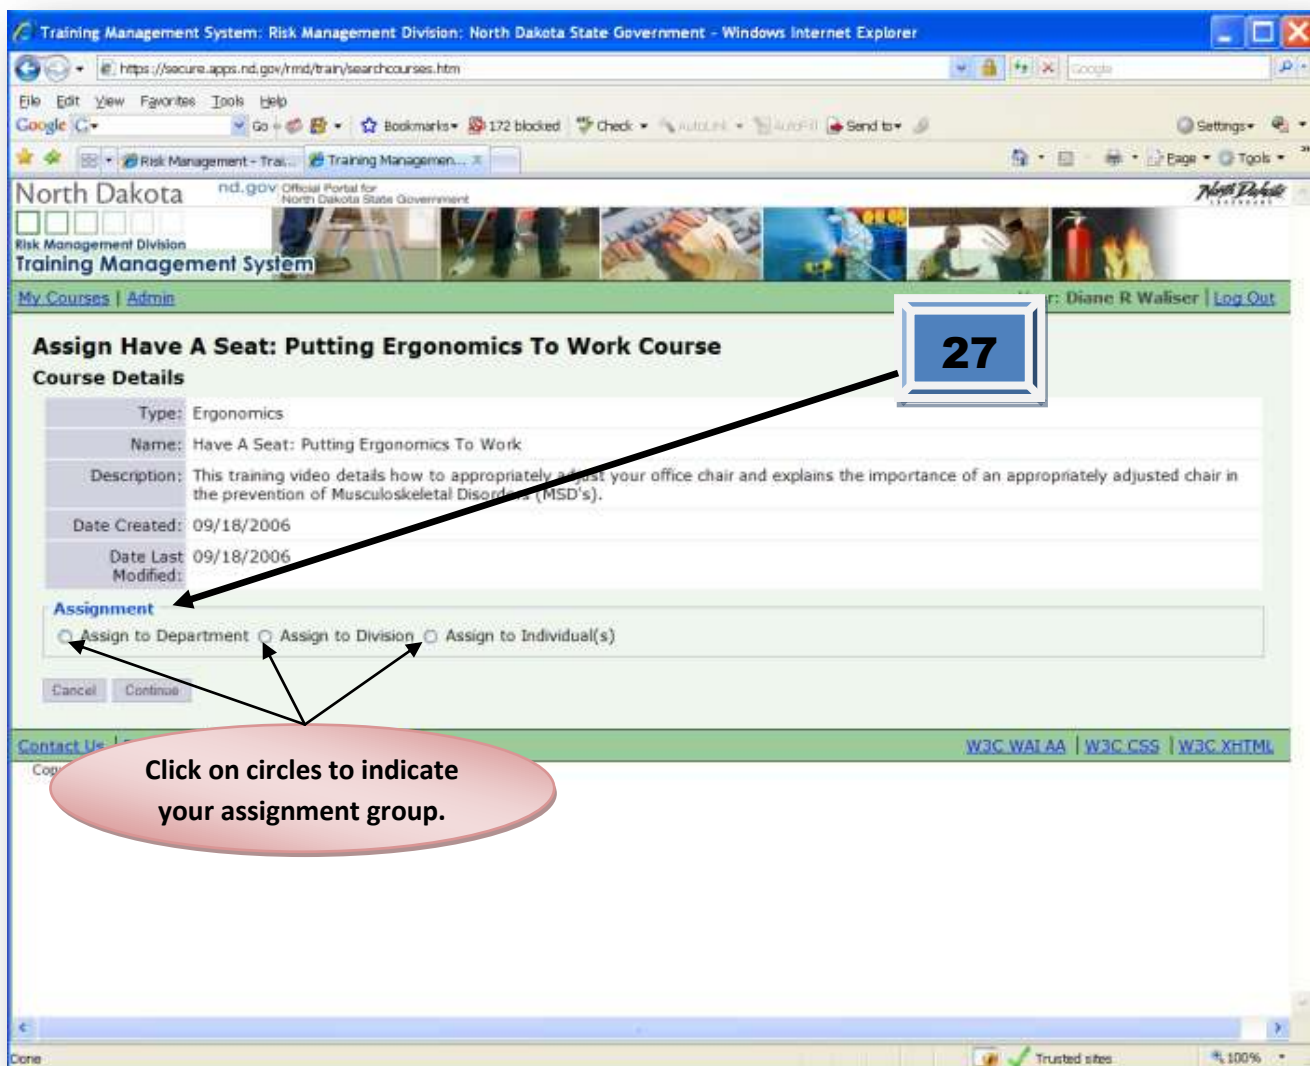 Training Management System: Risk Management Division: North Dakota State Government - Windows Internet Explorer
https://secure.apps.nd.gov/rmd/train/searchcourses.htm
Google
File Edit View Favorites Tools Help
Google G Go Bookmarks 172 blocked Check AutoLink AutoFill Send to Settings
Risk Management - Trai... Training Managemen... Page Tools
North Dakota nd.gov Official Portal for
North Dakota State Government
North Dakota
LEGENDARY
Risk Management Division
Training Management System
My Courses | Admin
r: Diane R Waliser | Log Out
27
Assign Have A Seat: Putting Ergonomics To Work Course
Course Details
Type: Ergonomics
Name: Have A Seat: Putting Ergonomics To Work
Description: This training video details how to appropriately adjust your office chair and explains the importance of an appropriately adjusted chair in
the prevention of Musculoskeletal Disorders (MSD's).
Date Created: 09/18/2006
Date Last 09/18/2006
Modified:
Assignment
Assign to Department Assign to Division Assign to Individual(s)
Cancel Continue
Contact Us |
W3C WAI AA | W3C CSS | W3C XHTML
Click on circles to indicate
your assignment group.
Done Trusted sites 100%